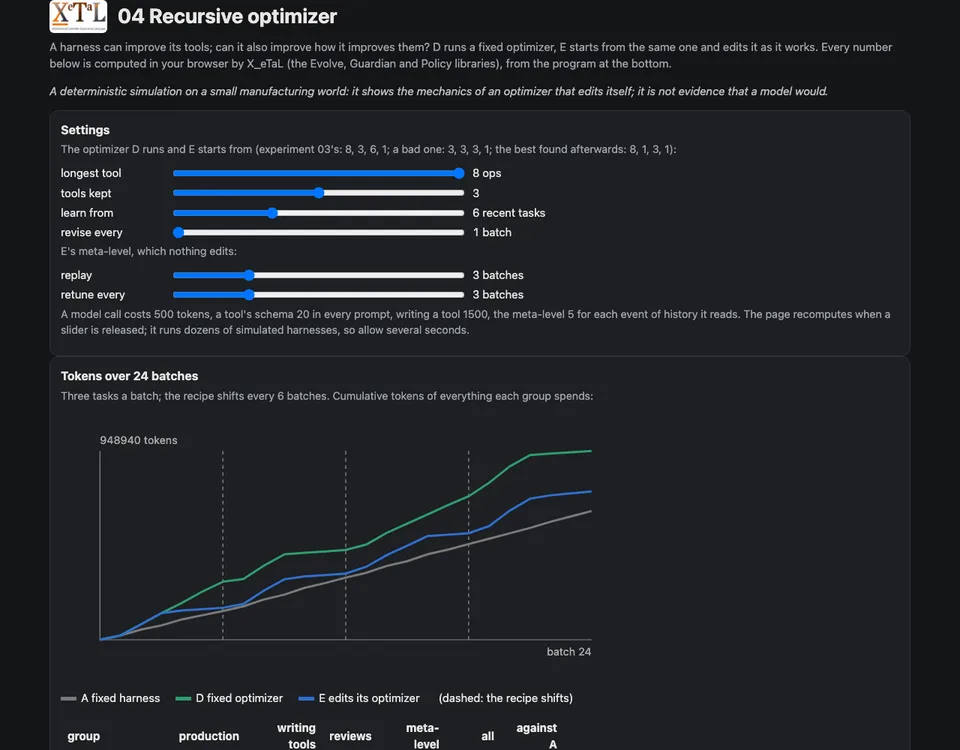 XeTaL
04 Recursive optimizer
A harness can improve its tools; can it also improve how it improves them? D runs a fixed optimizer, E starts from the same one and edits it as it works. Every number
below is computed in your browser by X_eTaL (the Evolve, Guardian and Policy libraries), from the program at the bottom.
A deterministic simulation on a small manufacturing world: it shows the mechanics of an optimizer that edits itself; it is not evidence that a model would.
Settings
The optimizer D runs and E starts from (experiment 03's: 8, 3, 6, 1; a bad one: 3, 3, 3, 1; the best found afterwards: 8, 1, 3, 1):
longest tool 8 ops
tools kept 3
learn from 6 recent tasks
revise every 1 batch
E's meta-level, which nothing edits:
replay 3 batches
retune every 3 batches
A model call costs 500 tokens, a tool's schema 20 in every prompt, writing a tool 1500, the meta-level 5 for each event of history it reads. The page recomputes when a
slider is released; it runs dozens of simulated harnesses, so allow several seconds.
Tokens over 24 batches
Three tasks a batch; the recipe shifts every 6 batches. Cumulative tokens of everything each group spends:
948940 tokens
batch 24
A fixed harness D fixed optimizer E edits its optimizer (dashed: the recipe shifts)
group production writing tools reviews meta-level all against A